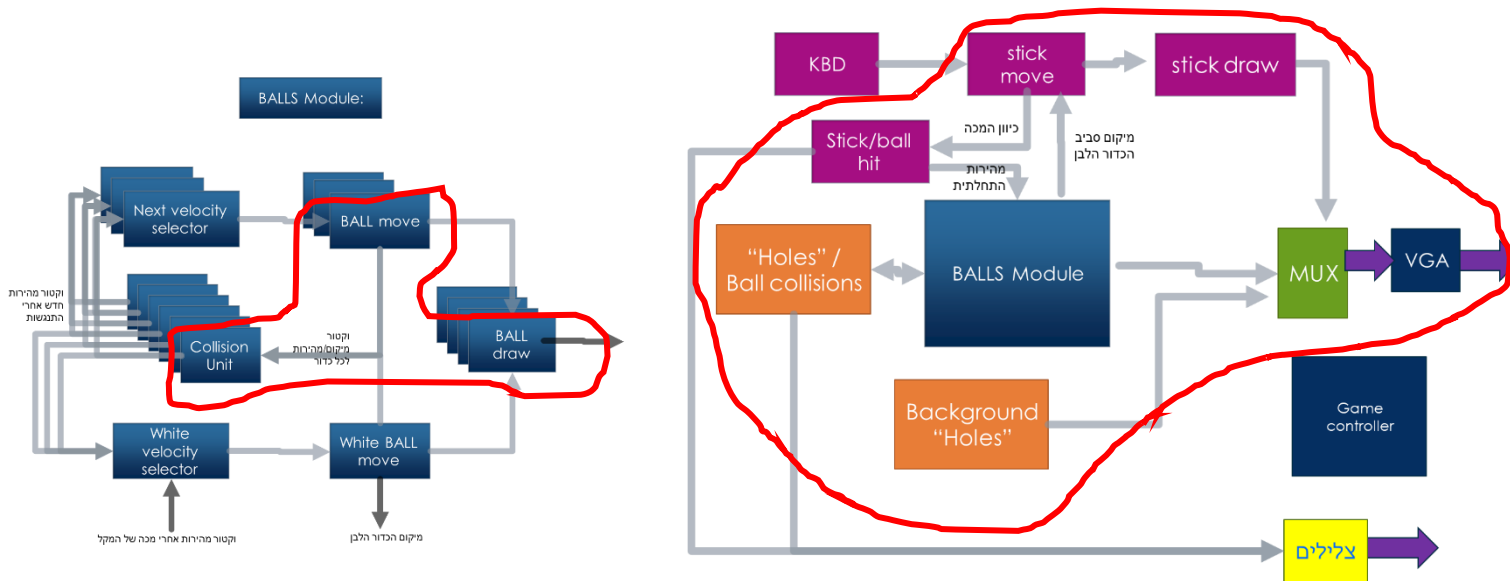 BALLS Module:
Next velocity
selector
BALL move
וקטור מהירות
חדש אחרי
התנגשות
Collision
Unit
וקטור
מיקום/מהירות
לכל כדור
BALL
draw
White
velocity
selector
White BALL
move
וקטור מהירות אחרי מכה של המקל
מיקום הכדור הלבן
KBD
stick
move
stick draw
כיוון המכה
מיקום סביב
הכדור הלבן
Stick/ball
hit
מהירות
התחלתית
"Holes" /
Ball collisions
BALLS Module
MUX
VGA
Background
"Holes"
Game
controller
צלילים